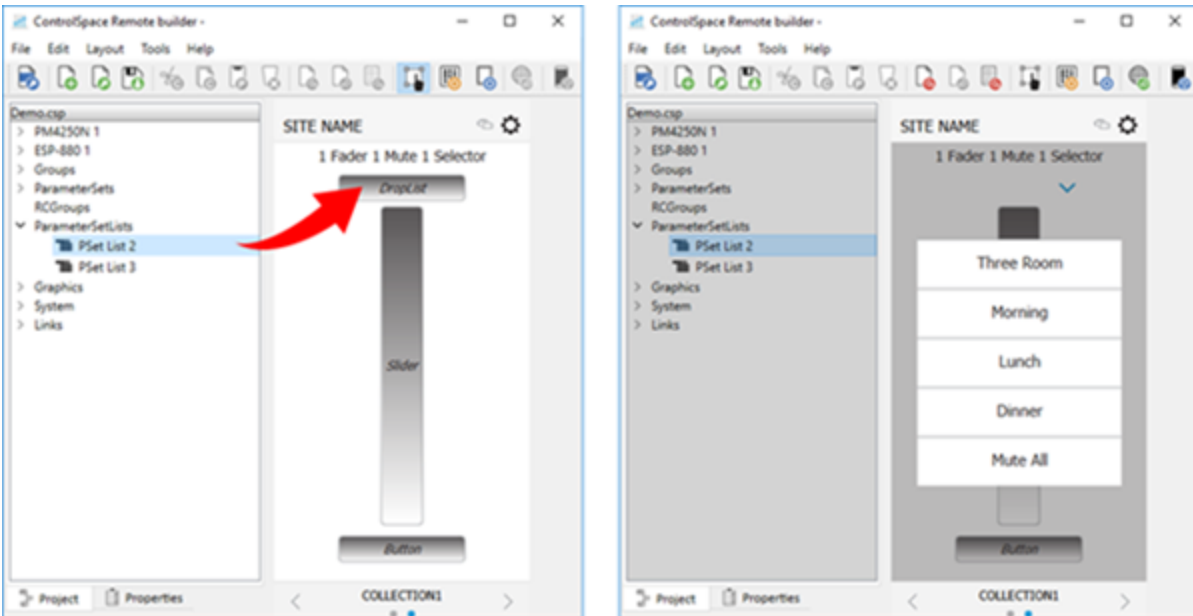 ControlSpace Remote builder -
File Edit Layout Tools Help
Demo.csp
PM4250N 1
ESP-880 1
Groups
ParameterSets
RCGroups
ParameterSetLists
PSet List 2
PSet List 3
Graphics
System
Links
Project Properties
SITE NAME
1 Fader 1 Mute 1 Selector
DropList
Slider
Button
COLLECTION1
ControlSpace Remote builder -
File Edit Layout Tools Help
Demo.csp
PM4250N 1
ESP-880 1
Groups
ParameterSets
RCGroups
ParameterSetLists
PSet List 2
PSet List 3
Graphics
System
Links
Project Properties
SITE NAME
1 Fader 1 Mute 1 Selector
Three Room
Morning
Lunch
Dinner
Mute All
Button
COLLECTION1